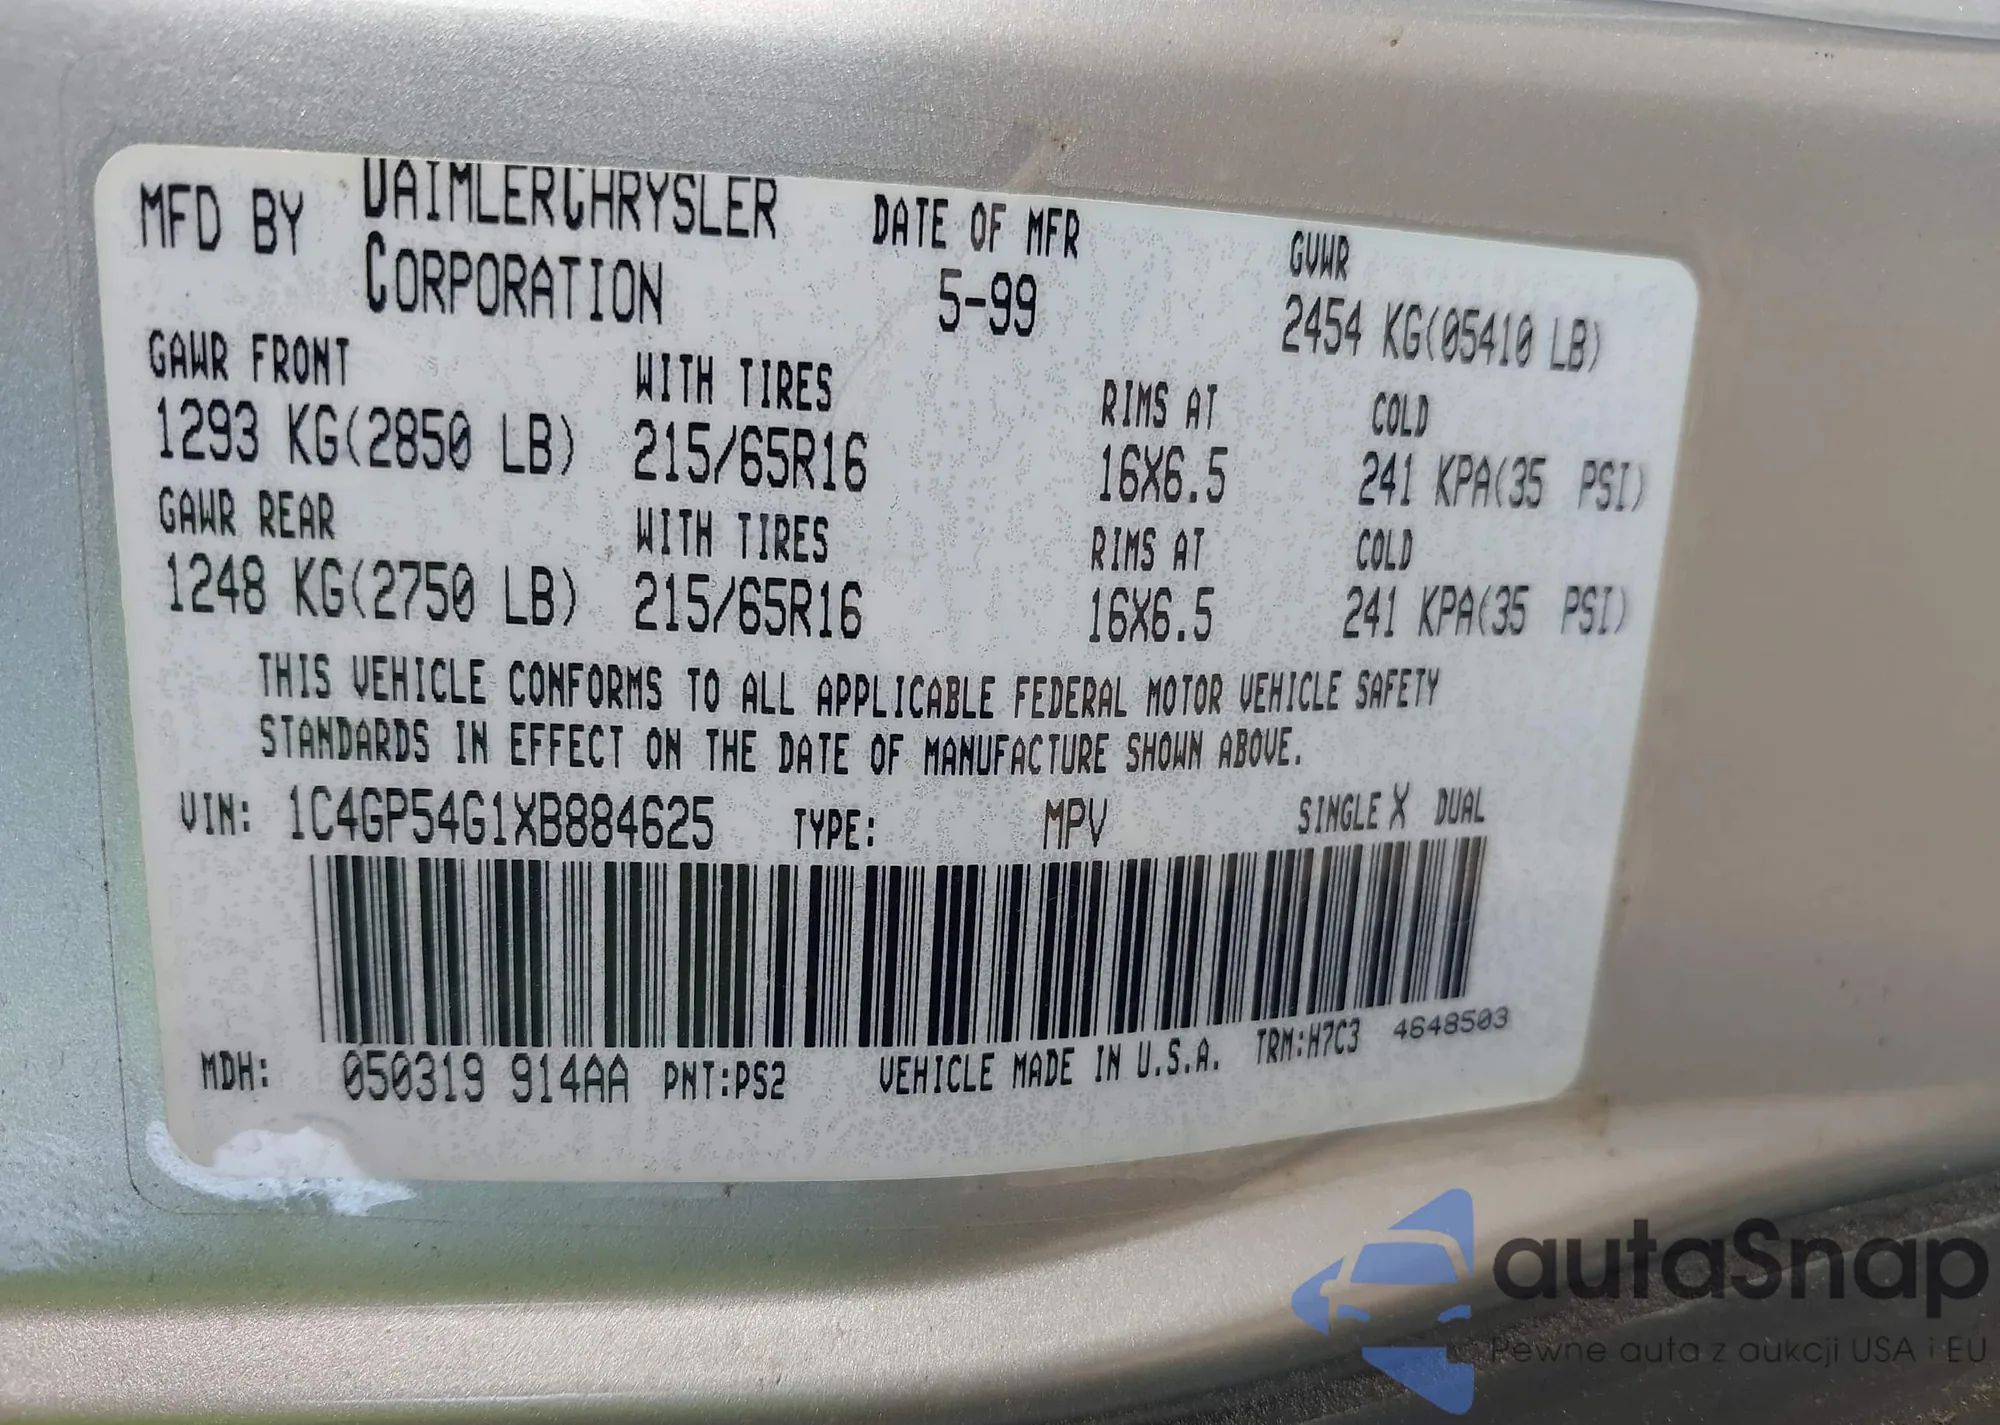 MFD BY DAIMLERCHRYSLER CORPORATION DATE OF MFR 5-99 GVWR 2454 KG(05410 LB)
GAWR FRONT WITH TIRES RIMS AT COLD
1293 KG(2850 LB) 215/65R16 16X6.5 241 KPA(35 PSI)
GAWR REAR WITH TIRES RIMS AT COLD
1248 KG(2750 LB) 215/65R16 16X6.5 241 KPA(35 PSI)
THIS VEHICLE CONFORMS TO ALL APPLICABLE FEDERAL MOTOR VEHICLE SAFETY
STANDARDS IN EFFECT ON THE DATE OF MANUFACTURE SHOWN ABOVE.
VIN: 1C4GP54G1XB884625 TYPE: MPV SINGLE X DUAL
MDH: 050319 914AA PNT:PS2 VEHICLE MADE IN U.S.A. TRM:H7C3 4648503
autaSnap
Pewne auta z aukcji USA i EU